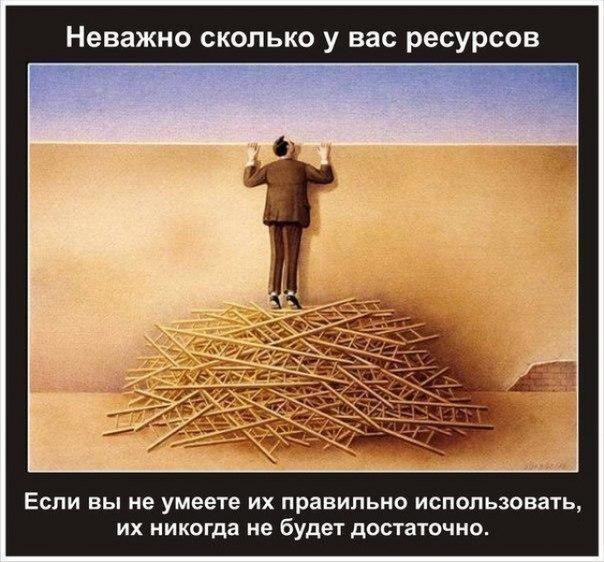 Неважно сколько у вас ресурсов
Если вы не умеете их правильно использовать,
их никогда не будет достаточно.